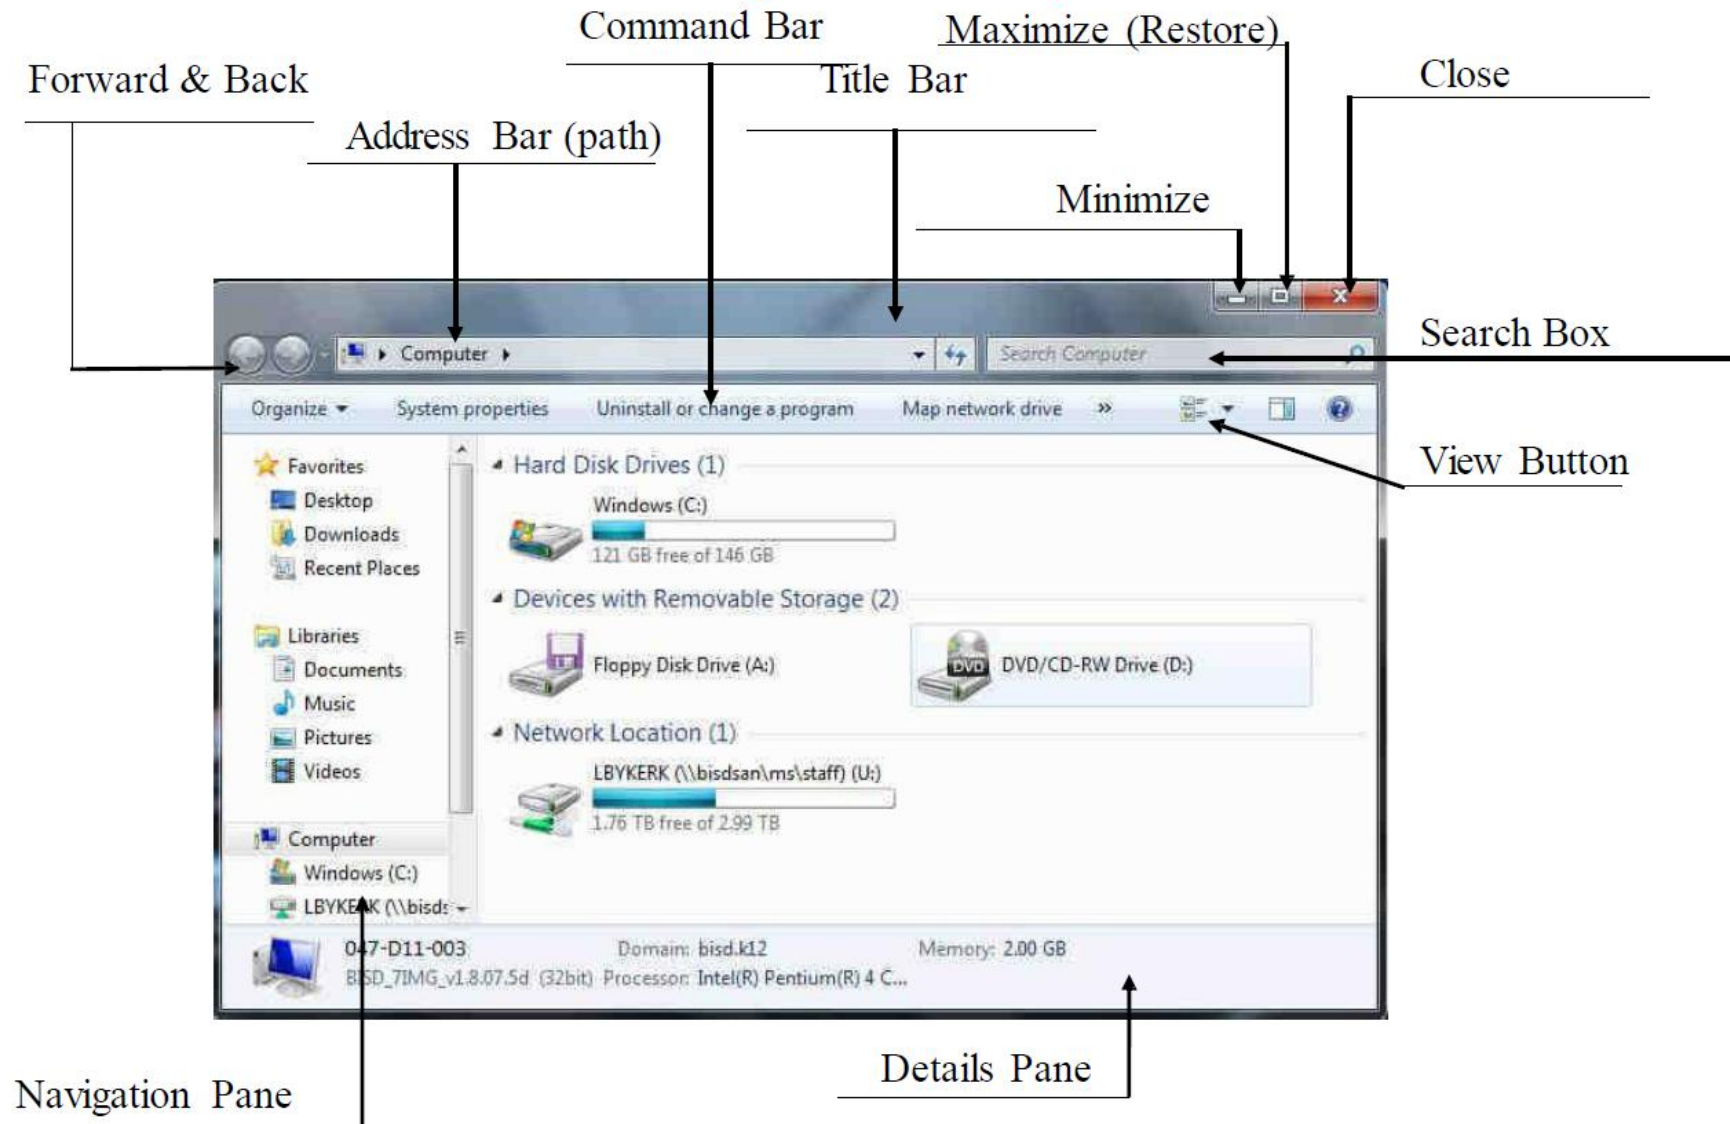 Command Bar
Maximize (Restore)
Forward & Back
Title Bar
Close
Address Bar (path)
Minimize
Computer
Search Computer
Search Box
Organize
System properties
Uninstall or change a program
Map network drive
»
View Button
Favorites
Desktop
Downloads
Recent Places
Libraries
Documents
Music
Pictures
Videos
Computer
Windows (C:)
LBYKERK (\\bisds
Hard Disk Drives (1)
Windows (C:)
121 GB free of 146 GB
Devices with Removable Storage (2)
Floppy Disk Drive (A:)
DVD
DVD/CD-RW Drive (D:)
Network Location (1)
LBYKERK (\\bisdsan\ms\staff) (U:)
1.76 TB free of 2.99 TB
047-D11-003
Domain: bisd.k12
Memory: 2.00 GB
BISD_7IMG_v1.8.07.5d (32bit)
Processor: Intel(R) Pentium(R) 4 C...
Details Pane
Navigation Pane